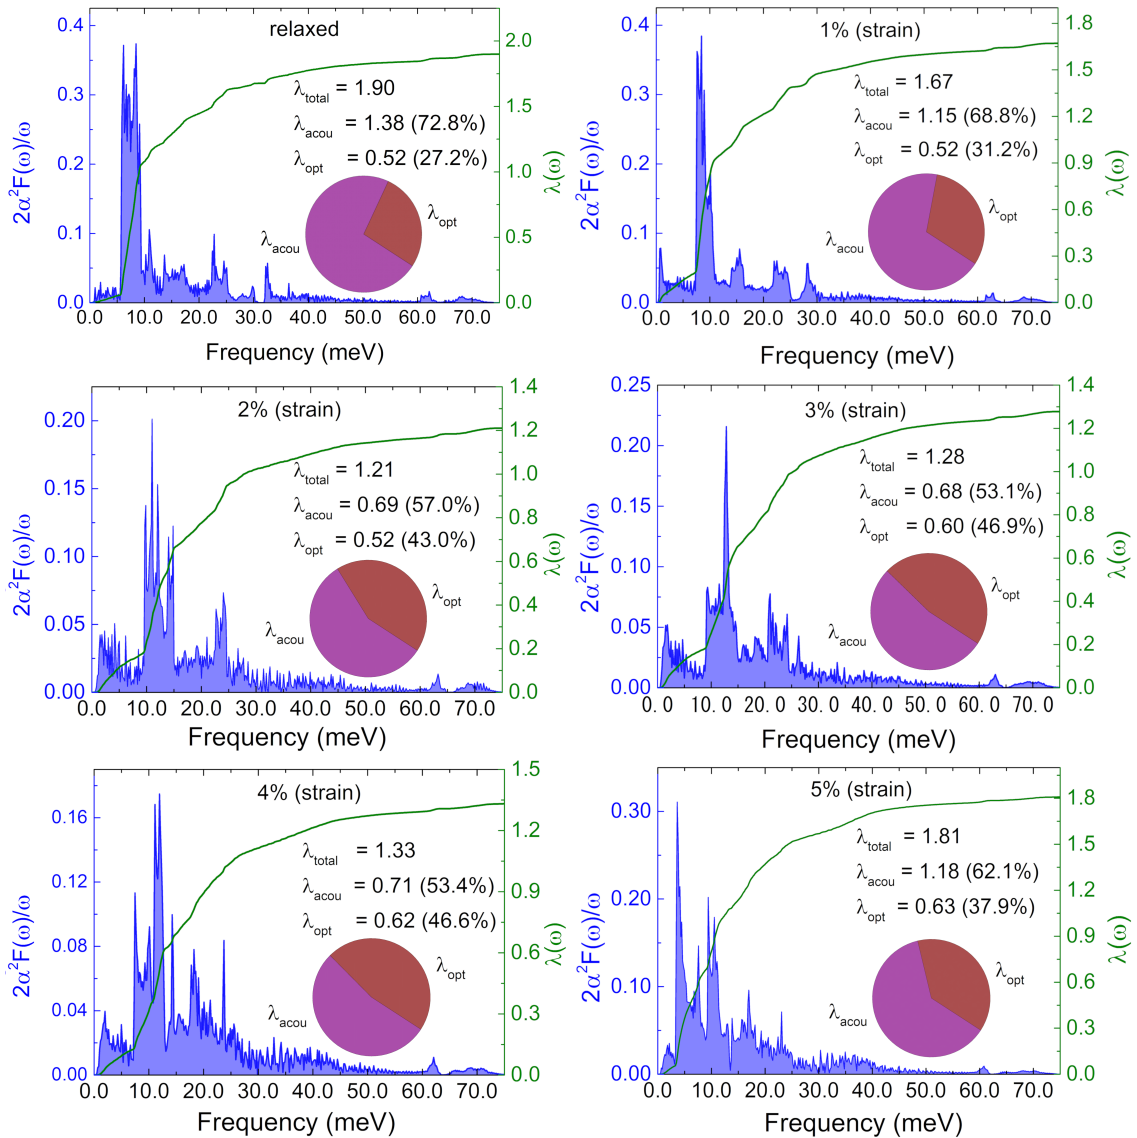 relaxed
0.4
0.3
0.2
0.1
0.0
2α²F(ω)/ω
2.0
1.5
1.0
0.5
0.0
λ(ω)
λtotal = 1.90
λacou = 1.38 (72.8%)
λopt = 0.52 (27.2%)
λopt
λacou
0.0 10.0 20.0 30.0 40.0 50.0 60.0 70.0
Frequency (meV)
1% (strain)
0.4
0.3
0.2
0.1
0.0
2α²F(ω)/ω
1.8
1.5
1.2
0.9
0.6
0.3
0.0
λ(ω)
λtotal = 1.67
λacou = 1.15 (68.8%)
λopt = 0.52 (31.2%)
λopt
λacou
0.0 10.0 20.0 30.0 40.0 50.0 60.0 70.0
Frequency (meV)
2% (strain)
0.20
0.15
0.10
0.05
0.00
2α²F(ω)/ω
1.4
1.2
1.0
0.8
0.6
0.4
0.2
0.0
λ(ω)
λtotal = 1.21
λacou = 0.69 (57.0%)
λopt = 0.52 (43.0%)
λopt
λacou
0.0 10.0 20.0 30.0 40.0 50.0 60.0 70.0
Frequency (meV)
3% (strain)
0.25
0.20
0.15
0.10
0.05
0.00
2α²F(ω)/ω
1.4
1.2
1.0
0.8
0.6
0.4
0.2
0.0
λ(ω)
λtotal = 1.28
λacou = 0.68 (53.1%)
λopt = 0.60 (46.9%)
λopt
λacou
0.0 10.0 20.0 30.0 40.0 50.0 60.0 70.0
Frequency (meV)
4% (strain)
0.16
0.12
0.08
0.04
0.00
2α²F(ω)/ω
1.5
1.2
0.9
0.6
0.3
0.0
λ(ω)
λtotal = 1.33
λacou = 0.71 (53.4%)
λopt = 0.62 (46.6%)
λopt
λacou
0.0 10.0 20.0 30.0 40.0 50.0 60.0 70.0
Frequency (meV)
5% (strain)
0.30
0.20
0.10
0.00
2α²F(ω)/ω
1.8
1.5
1.2
0.9
0.6
0.3
0.0
λ(ω)
λtotal = 1.81
λacou = 1.18 (62.1%)
λopt = 0.63 (37.9%)
λopt
λacou
0.0 10.0 20.0 30.0 40.0 50.0 60.0 70.0
Frequency (meV)